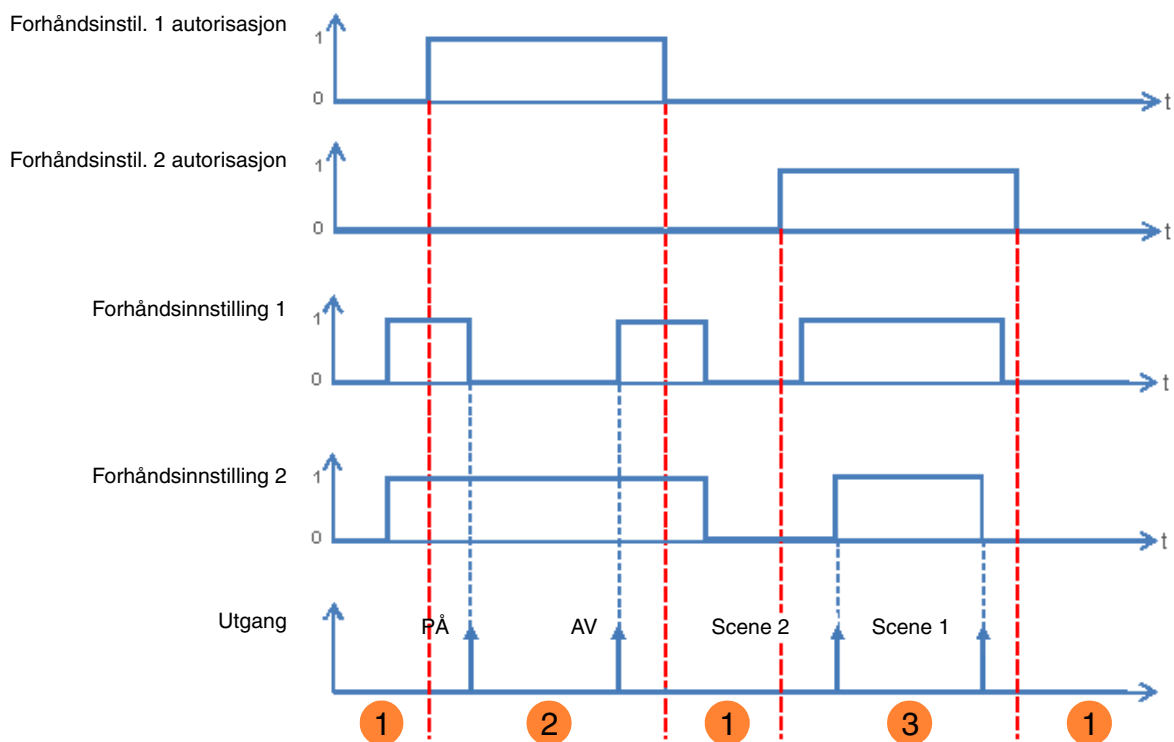 Forhåndsinstil. 1 autorisasjon
1
0
t
Forhåndsinstil. 2 autorisasjon
1
0
t
Forhåndsinnstilling 1
1
0
t
Forhåndsinnstilling 2
1
0
t
Utgang
PÅ
AV
Scene 2
Scene 1
1
2
1
3
1